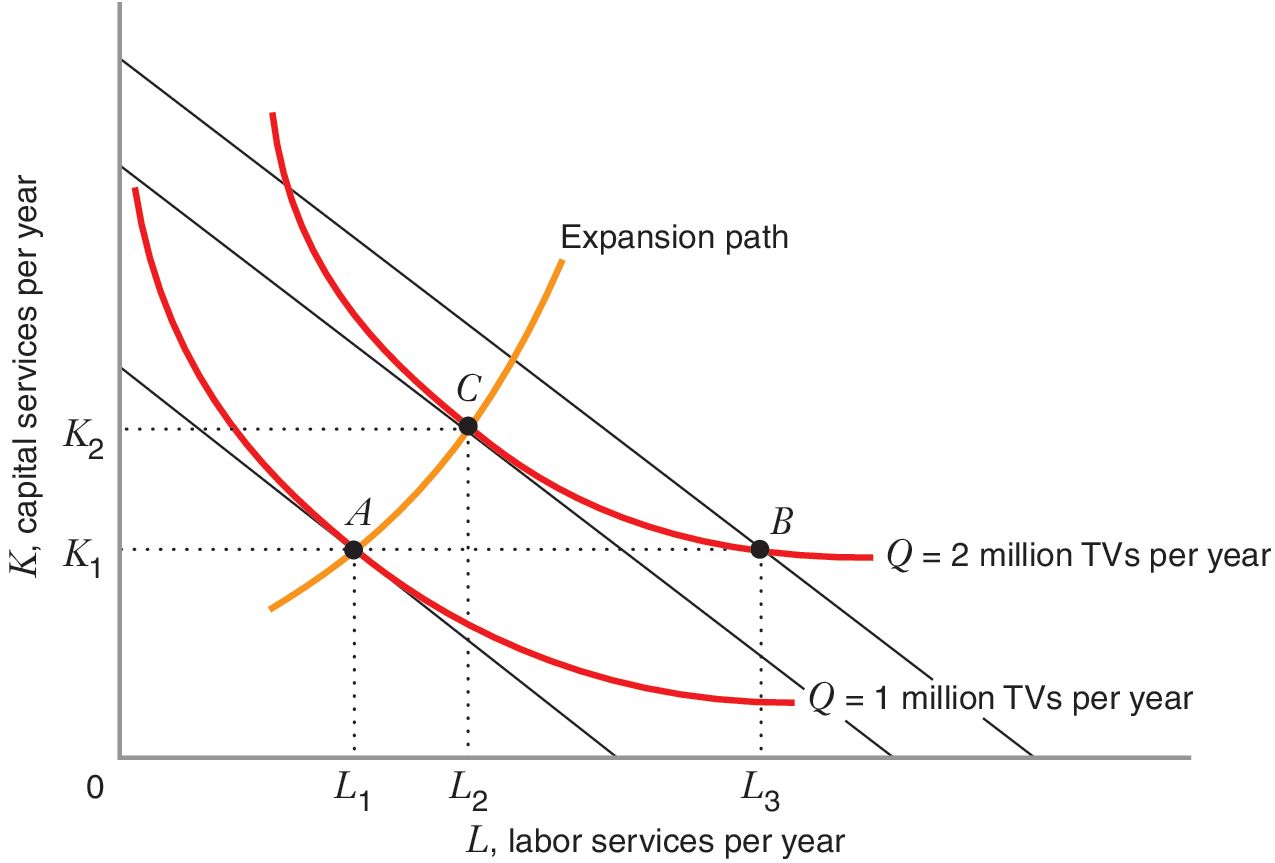 K, capital services per year
Expansion path
C
K2
A
B
K1
Q = 2 million TVs per year
Q = 1 million TVs per year
0
L1
L2
L3
L, labor services per year